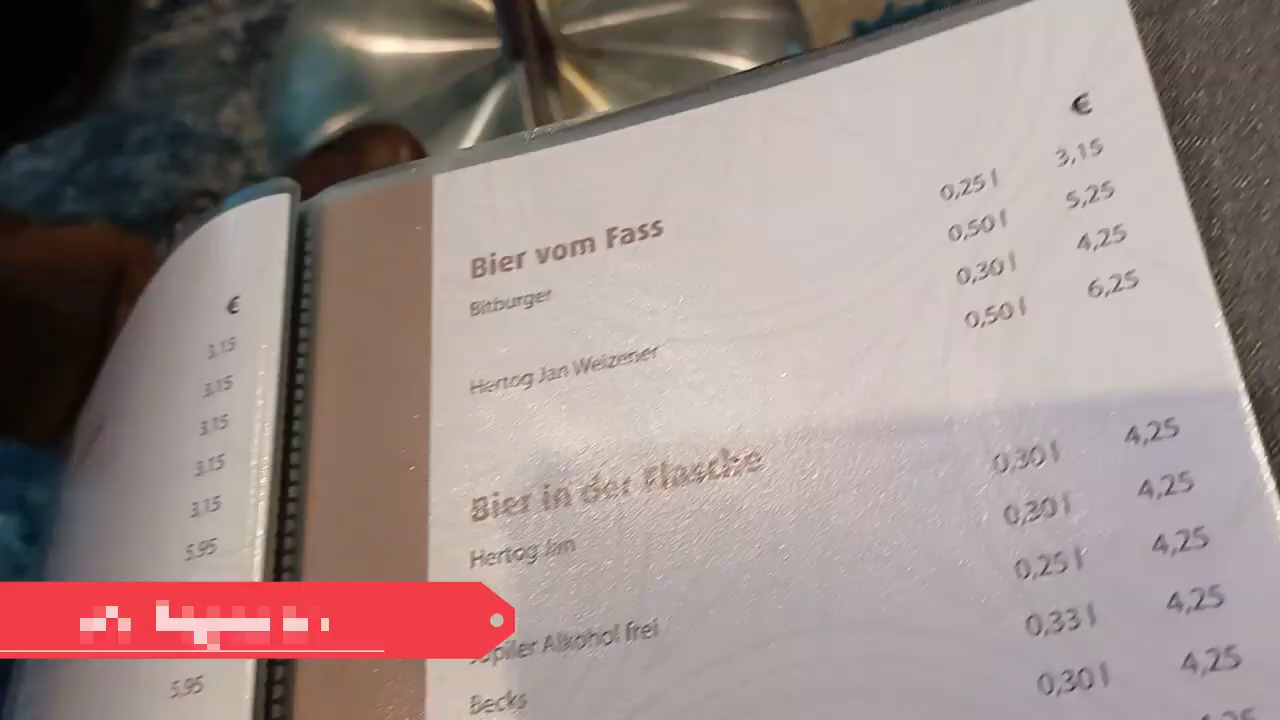 €
3,15
3,15
3,15
3,15
3,15
5,95
5,95
€
Bier vom Fass
Bitburger 0,25 l 3,15
0,50 l 5,25
Hertog Jan Weizener 0,30 l 4,25
0,50 l 6,25
Bier in der Flasche
Hertog Jim 0,30 l 4,25
0,30 l 4,25
Jupiler Alkohol frei 0,25 l 4,25
Becks 0,33 l 4,25
0,30 l 4,25